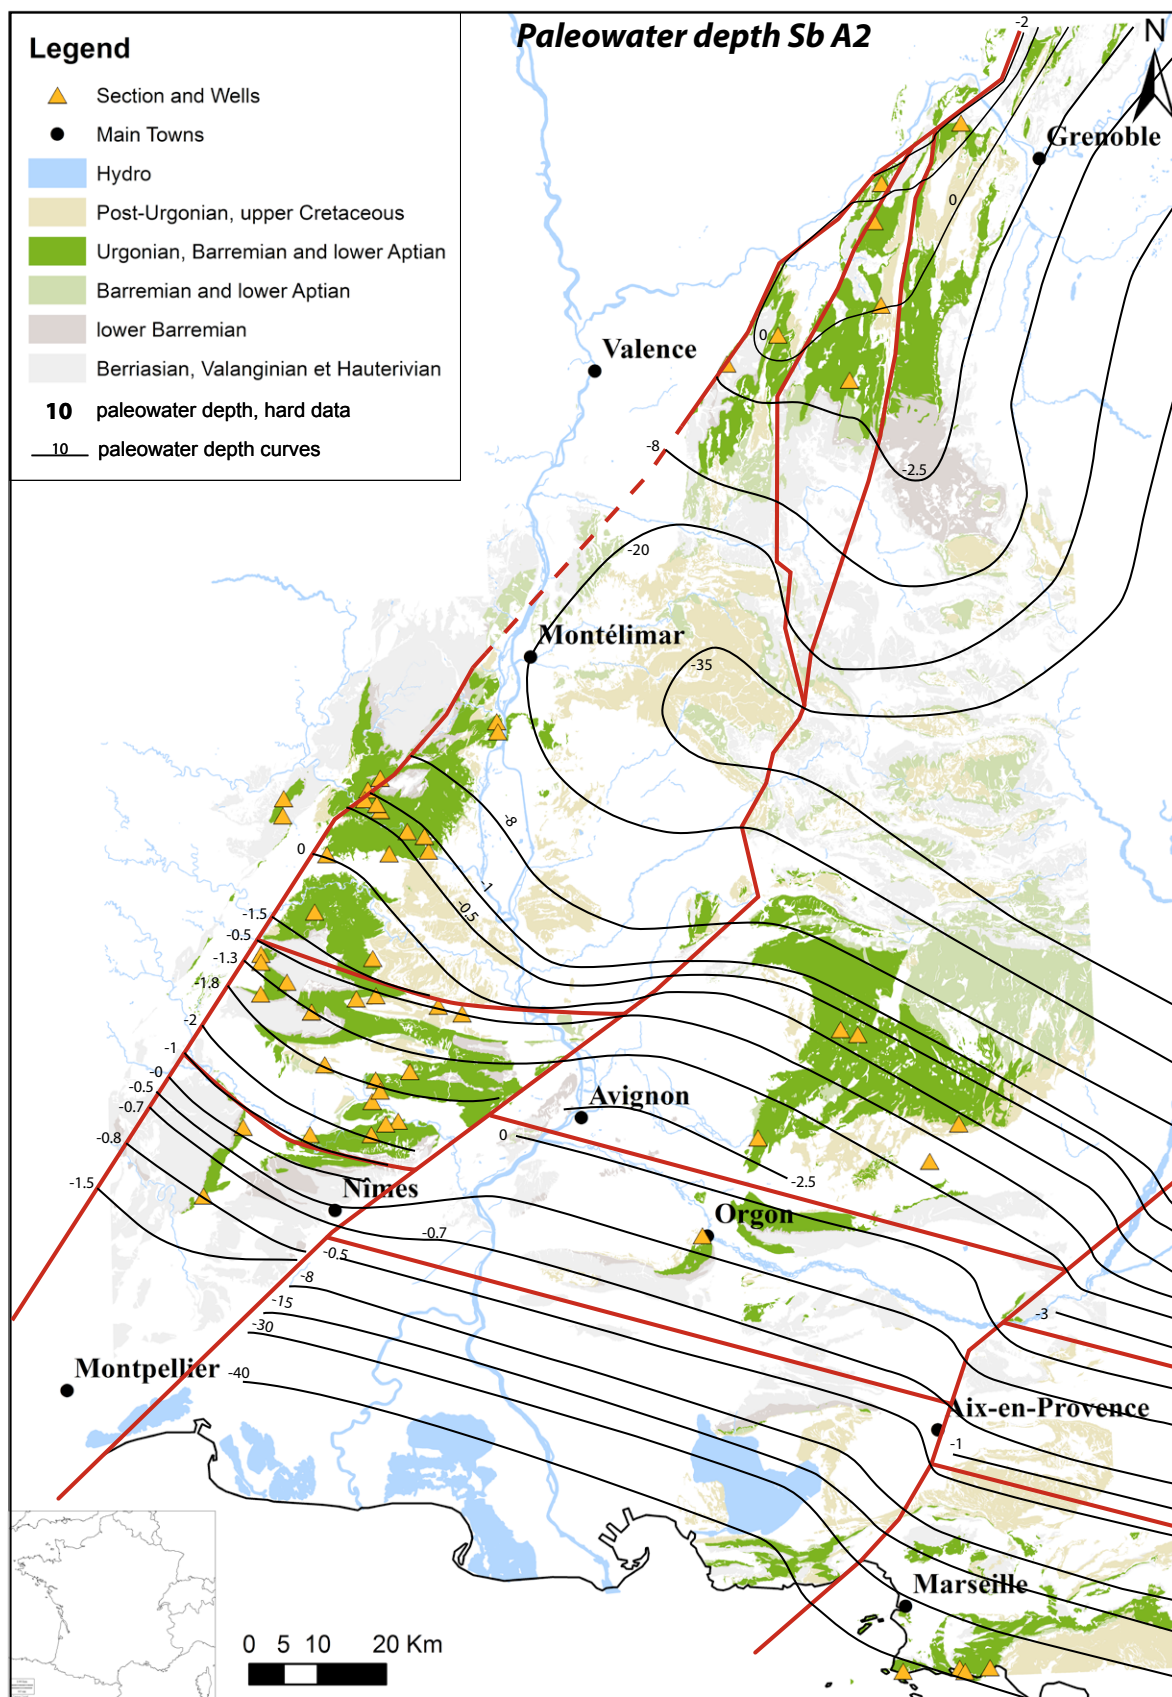 Paleowater depth Sb A2
Legend
Section and Wells
Main Towns
Hydro
Post-Urgonian, upper Cretaceous
Urgonian, Barremian and lower Aptian
Barremian and lower Aptian
lower Barremian
Berriasian, Valanginian et Hauterivian
10 paleowater depth, hard data
10 paleowater depth curves
-2
N
Grenoble
0
0
Valence
-8
-2.5
-20
Montélimar
-35
-8
0
-1
-0.5
-1.5
-0.5
-1.3
-1.8
-2
-1
-0
-0.5
-0.7
-0.8
-1.5
Avignon
0
-2.5
Nîmes
Orgon
-0.7
-0.5
-8
-15
-30
-40
-3
Montpellier
Aix-en-Provence
-1
Marseille
0 5 10 20 Km